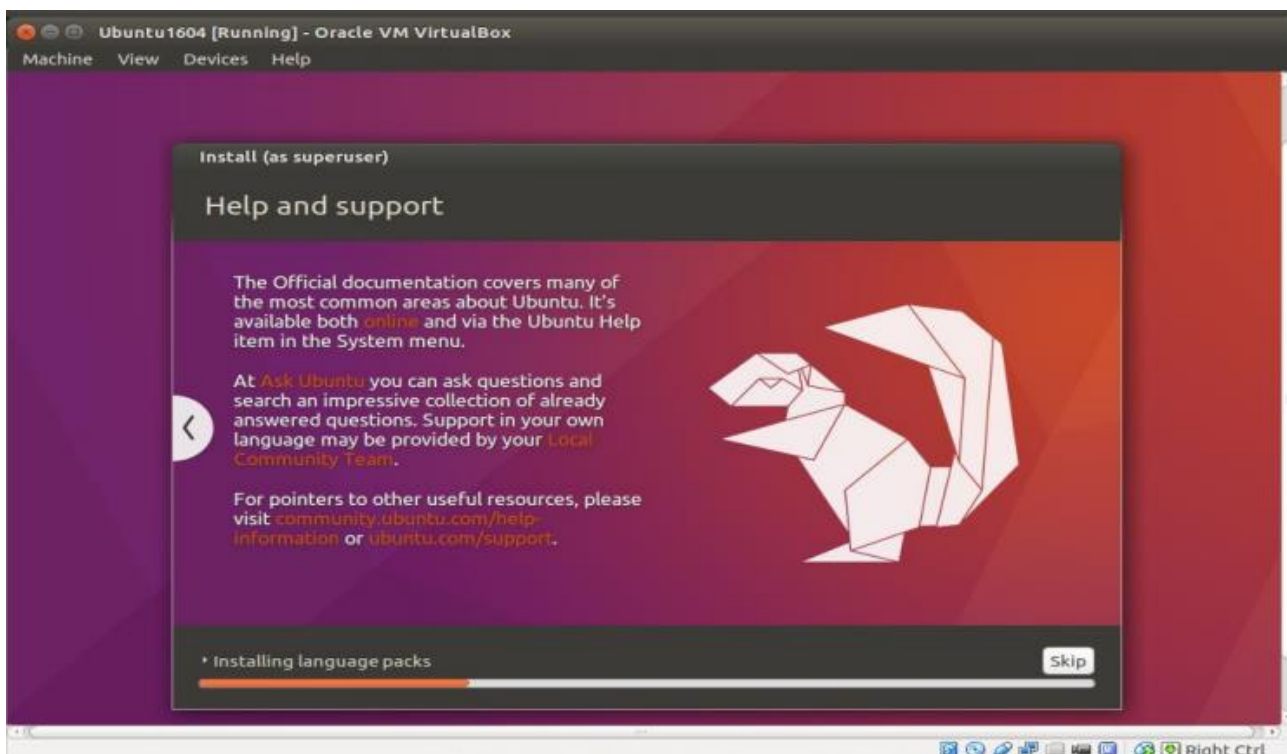 Ubuntu1604 [Running] - Oracle VM VirtualBox
Machine View Devices Help
Install (as superuser)
Help and support
The Official documentation covers many of
the most common areas about Ubuntu. It's
available both online and via the Ubuntu Help
item in the System menu.
At Ask Ubuntu you can ask questions and
search an impressive collection of already
answered questions. Support in your own
language may be provided by your Local
Community Team.
For pointers to other useful resources, please
visit community.ubuntu.com/help-
information or ubuntu.com/support.
Installing language packs
Skip
Right Ctrl